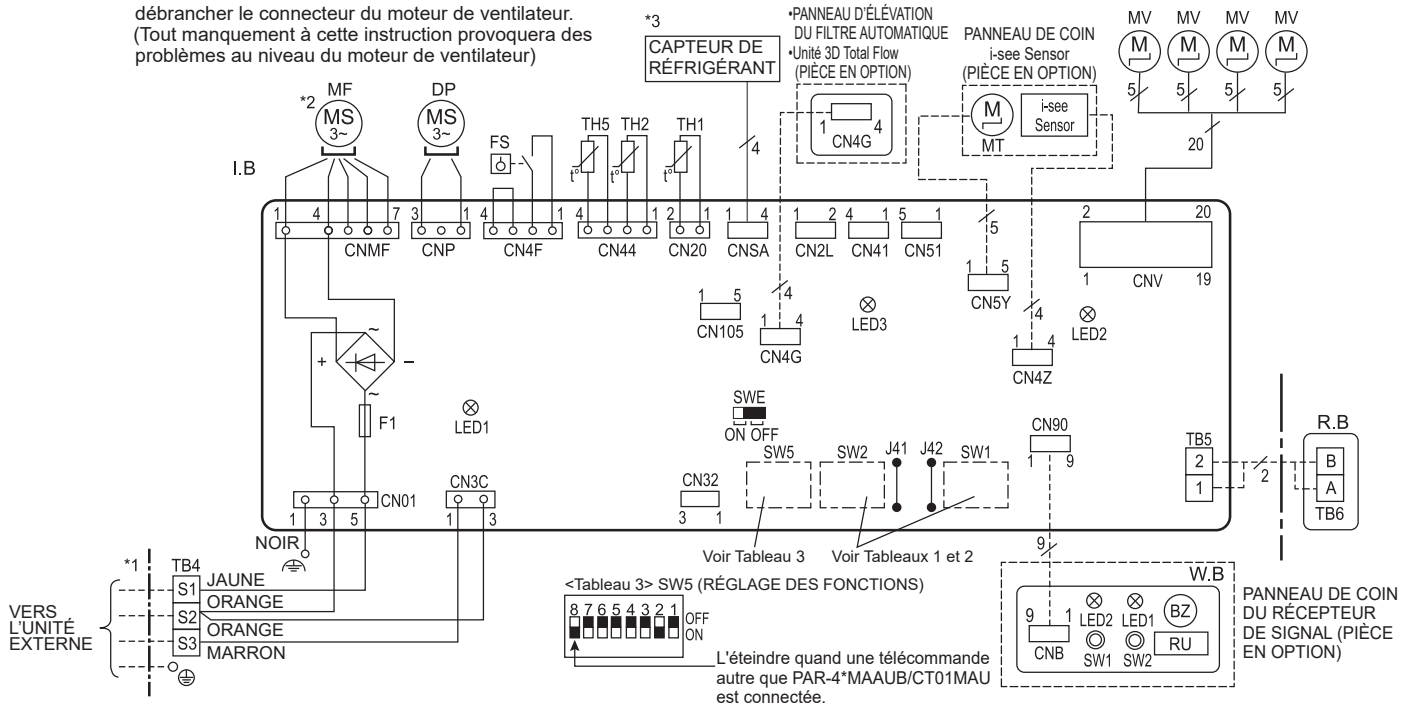 débrancher le connecteur du moteur de ventilateur.
(Tout manquement à cette instruction provoquera des
problèmes au niveau du moteur de ventilateur)
*3
CAPTEUR DE
RÉFRIGÉRANT
•PANNEAU D'ÉLÉVATION
DU FILTRE AUTOMATIQUE
•Unité 3D Total Flow
(PIÈCE EN OPTION)
1 4
CN4G
PANNEAU DE COIN
i-see Sensor
(PIÈCE EN OPTION)
M
MT
i-see
Sensor
MV MV MV MV
M M M M
5 5 5 5
20
*2 MF
MS
3~
DP
MS
3~
FS
TH5 TH2 TH1
t° t° t°
4
I.B
1 4 7
CNMF
3 1
CNP
4 1
CN4F
4 1
CN44
2 1
CN20
1 4
CNSA
1 2
CN2L
4 1
CN41
5 1
CN51
5
1 5
CN5Y
2 20
1 CNV 19
1 5
CN105
4
1 4
CN4G
LED3
4
1 4
CN4Z
LED2
~
+ −
~
F1
LED1
SWE
ON OFF
CN90
1 9
TB5
2
1
2
R.B
B
A
TB6
CN01
1 3 5
CN3C
1 3
CN32
3 1
SW5 SW2 J41 J42 SW1
Voir Tableau 3 Voir Tableaux 1 et 2
NOIR
*1 TB4
S1 JAUNE
ORANGE
S2
ORANGE
S3
MARRON
VERS
L'UNITÉ
EXTERNE
<Tableau 3> SW5 (RÉGLAGE DES FONCTIONS)
8 7 6 5 4 3 2 1
OFF
ON
L'éteindre quand une télécommande
autre que PAR-4*MAAUB/CT01MAU
est connectée.
9
W.B
9 1
CNB
LED2 LED1
SW1 SW2
BZ
RU
PANNEAU DE COIN
DU RÉCEPTEUR
DE SIGNAL (PIÈCE
EN OPTION)